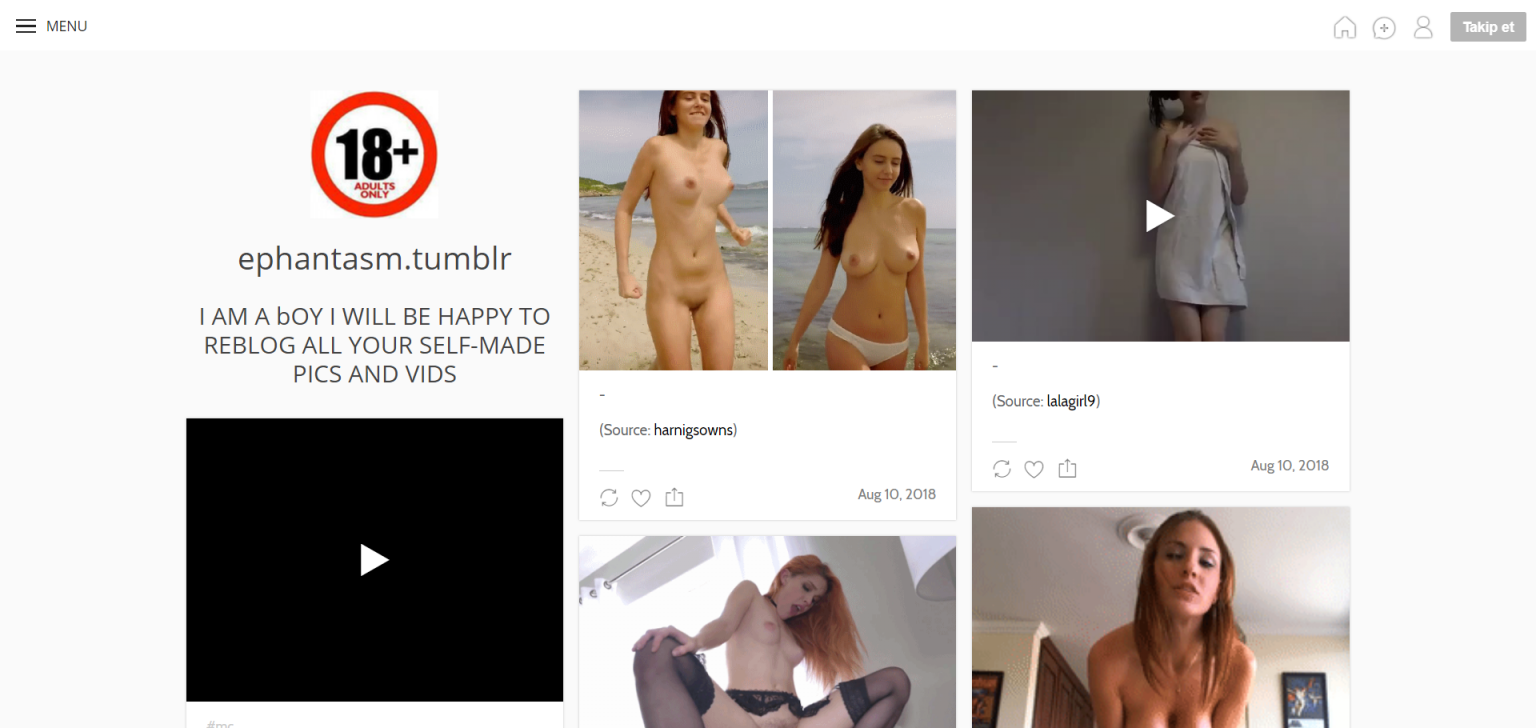 MENU
Takip et
18+
ADULTS
ONLY
ephantasm.tumblr
I AM A bOY I WILL BE HAPPY TO
REBLOG ALL YOUR SELF-MADE
PICS AND VIDS
#mc
-
(Source: harnigsowns)
Aug 10, 2018
-
(Source: lalagirl9)
Aug 10, 2018